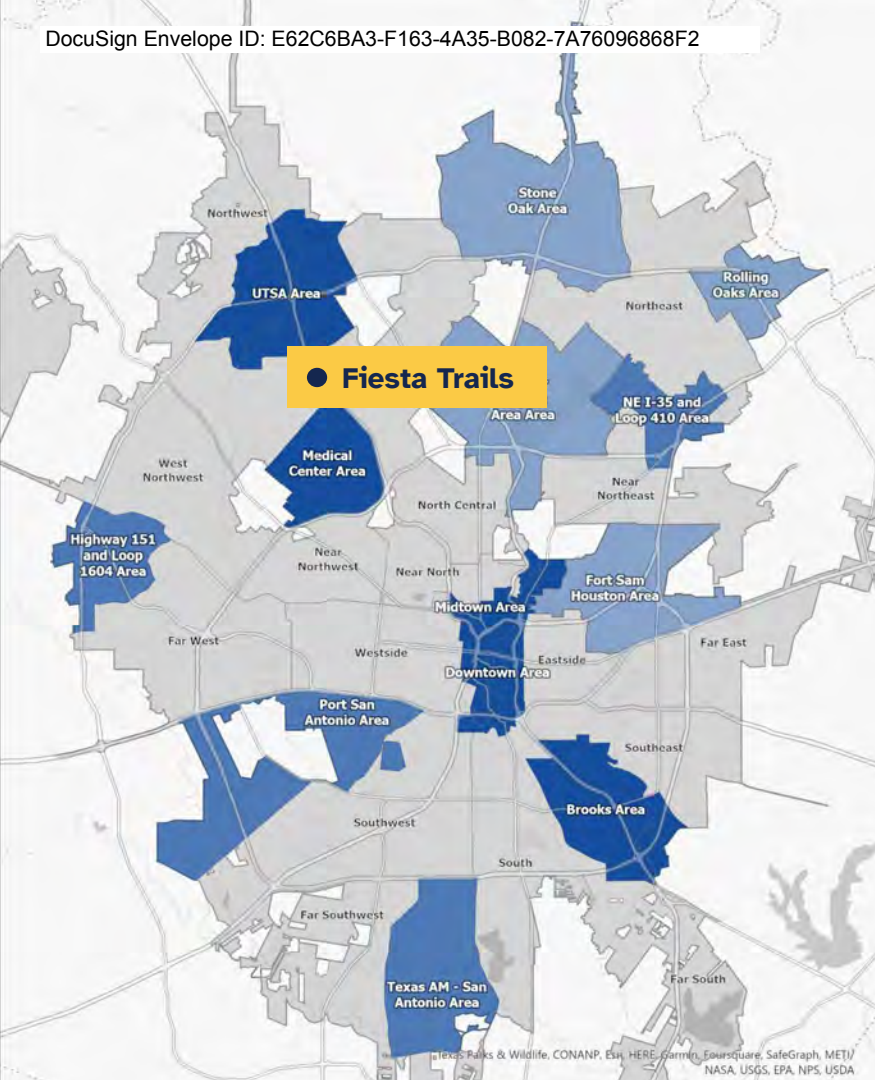 DocuSign Envelope ID: E62C6BA3-F163-4A35-B082-7A76096868F2
Stone
Oak Area
Northwest
UTSA Area
Rolling
Oaks Area
Northeast
Fiesta Trails
NE I-35 and
Loop 410 Area
Area Area
Medical
Center Area
West
Northwest
Near
Northeast
North Central
Highway 151
and Loop
1604 Area
Near
Northwest
Near North
Fort Sam
Houston Area
Midtown Area
Far West
Westside
Eastside
Far East
Downtown Area
Port San
Antonio Area
Southeast
Brooks Area
Southwest
South
Far Southwest
Texas AM - San
Antonio Area
Far South
Texas Parks & Wildlife, CONANP, Esri, HERE, Garmin, Foursquare, SafeGraph, METI/
NASA, USGS, EPA, NPS, USDA